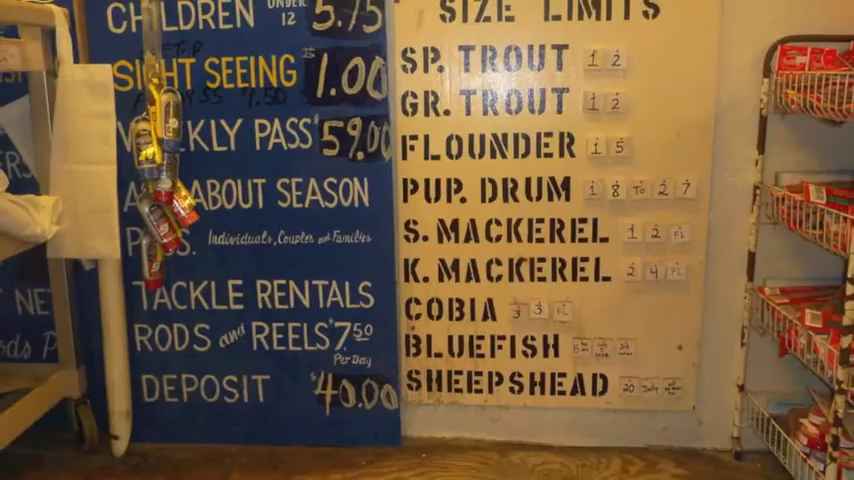 CHILDREN UNDER 12 5.75
SIGHT SEEING 1.00
WEEKLY PASS 59.00
ABOUT SEASON
Individuals, Couples and Families
TACKLE RENTALS
RODS and REELS $7.50
Per Day
DEPOSIT $40.00
SIZE LIMITS
SP. TROUT 12
GR. TROUT 12
FLOUNDER 15
PUP. DRUM 18 TO 27
S. MACKEREL 12 FL
K. MACKEREL 24 FL
COBIA 33 FL
BLUEFISH
SHEEPSHEAD 20 Daily